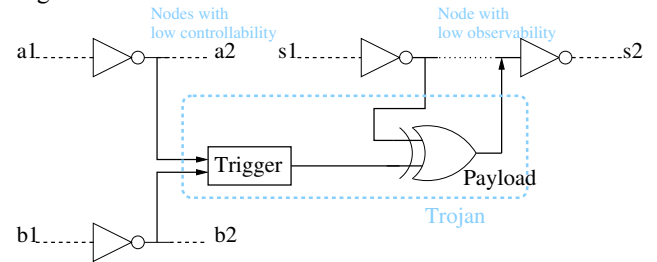 Nodes with
low controllability
Node with
low observability
a1
a2
s1
s2
Trigger
Payload
Trojan
b1
b2